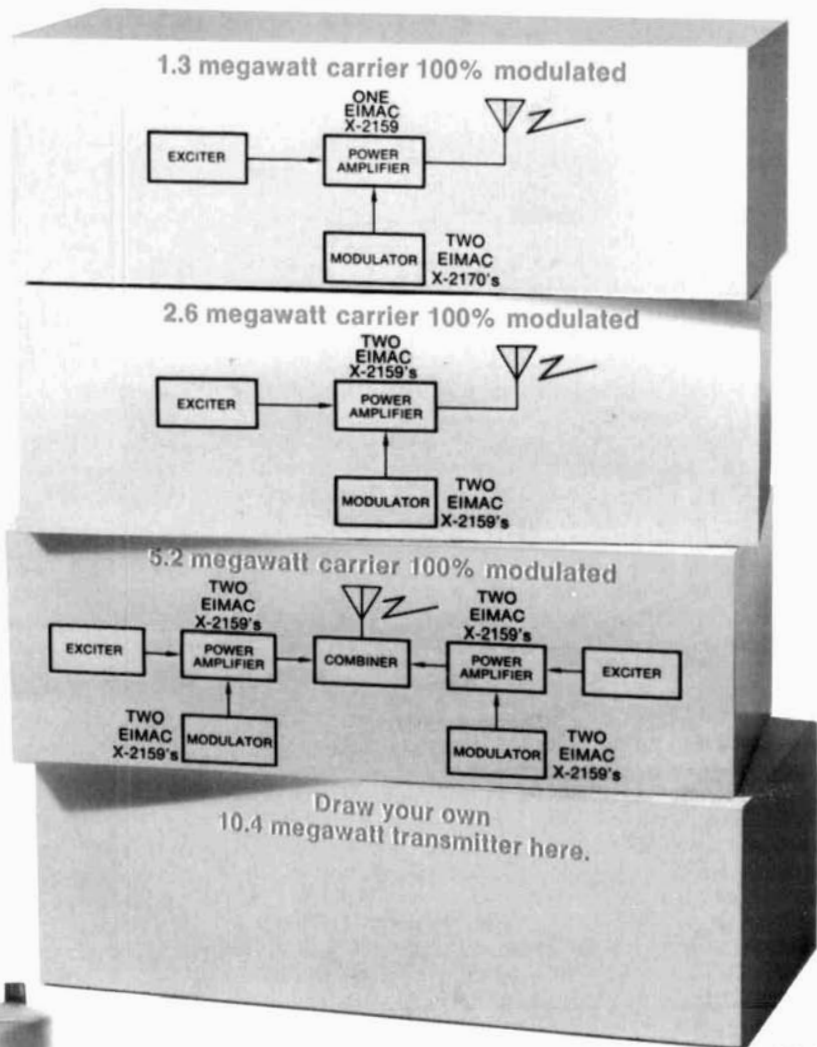 1.3 megawatt carrier 100% modulated
ONE
EIMAC
X-2159
EXCITER
POWER
AMPLIFIER
MODULATOR
TWO
EIMAC
X-2170's
2.6 megawatt carrier 100% modulated
TWO
EIMAC
X-2159's
EXCITER
POWER
AMPLIFIER
MODULATOR
TWO
EIMAC
X-2159's
5.2 megawatt carrier 100% modulated
TWO
EIMAC
X-2159's
TWO
EIMAC
X-2159's
EXCITER
POWER
AMPLIFIER
COMBINER
POWER
AMPLIFIER
EXCITER
TWO
EIMAC
X-2159's
MODULATOR
MODULATOR
TWO
EIMAC
X-2159's
Draw your own
10.4 megawatt transmitter here.